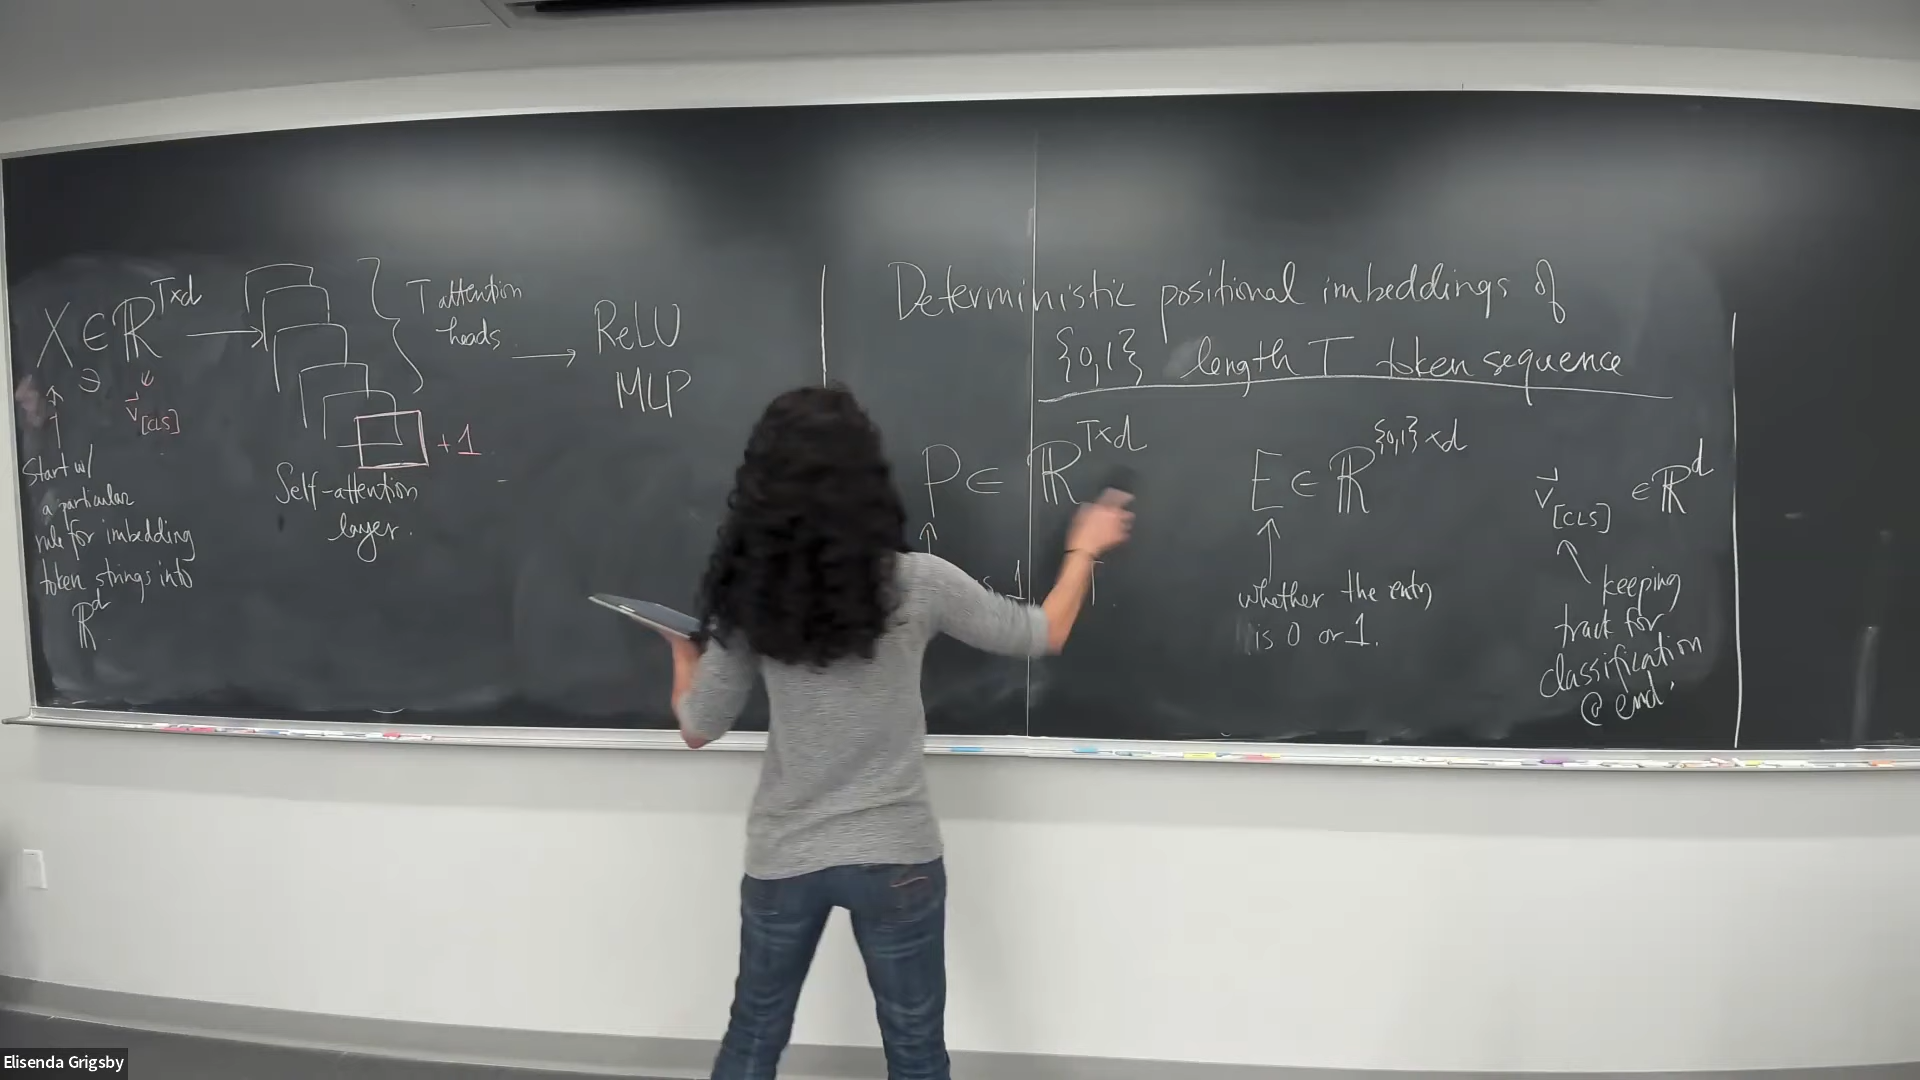 X ∈ ℝ^{T×d}
∋
v⃗_[CLS]
Start w/
a particular
rule for imbedding
token strings into
ℝ^d.
T attention
heads
+1
Self-attention
layer.
ReLU
MLP
Deterministic positional imbeddings of
{0,1} length T token sequence
P ∈ ℝ^{T×d}
1
T.
E ∈ ℝ^{{0,1}×d}
whether the entry
is 0 or 1.
v⃗_[CLS] ∈ ℝ^d
keeping
track for
classification
@ end.
Elisenda Grigsby